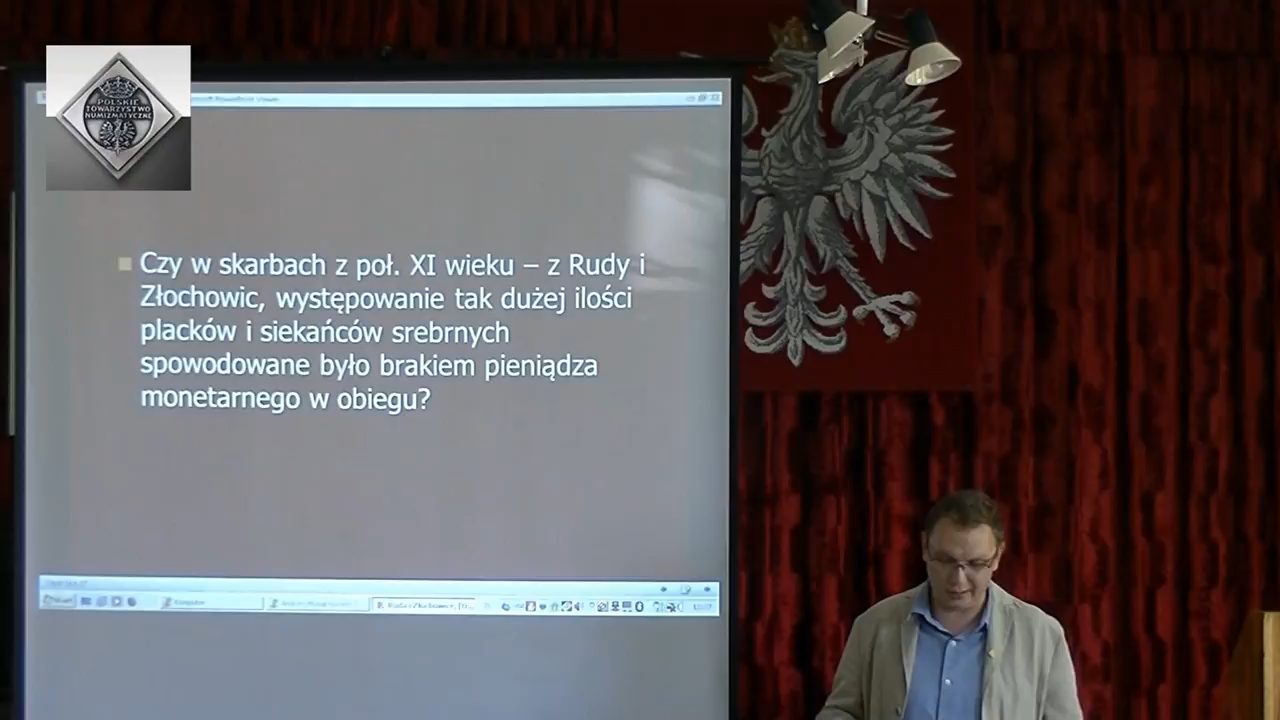 POLSKIE
TOWARZYSTWO
NUMIZMATYCZNE
Czy w skarbach z poł. XI wieku – z Rudy i
Złochowic, występowanie tak dużej ilości
placków i siekańców srebrnych
spowodowane było brakiem pieniądza
monetarnego w obiegu?